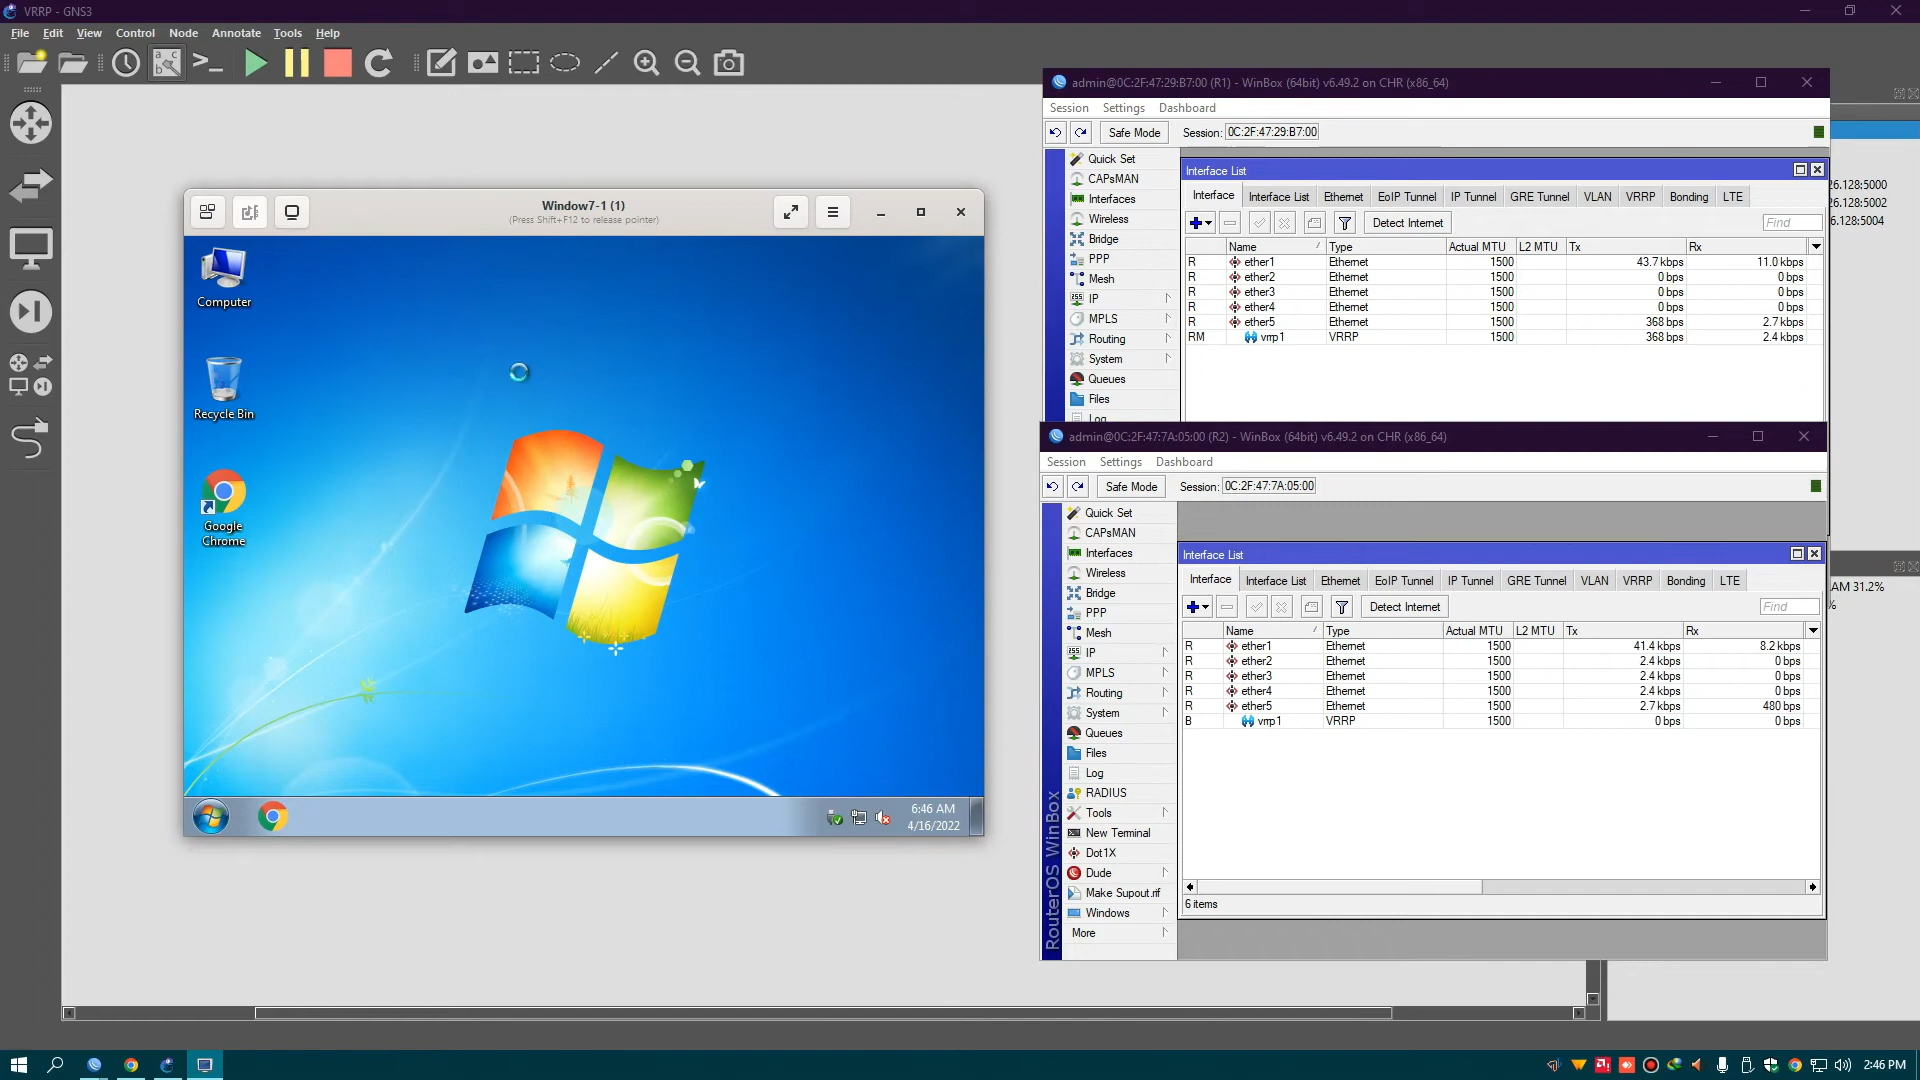 VRRP - GNS3
File Edit View Control Node Annotate Tools Help
Window7-1 (1)
(Press Shift+F12 to release pointer)
Computer
Recycle Bin
Google
Chrome
6:46 AM
4/16/2022
admin@0C:2F:47:29:B7:00 (R1) - WinBox (64bit) v6.49.2 on CHR (x86_64)
Session Settings Dashboard
Safe Mode Session: 0C:2F:47:29:B7:00
Quick Set
CAPsMAN
Interfaces
Wireless
Bridge
PPP
Mesh
IP
MPLS
Routing
System
Queues
Files
Log
Interface List
Interface Interface List Ethernet EoIP Tunnel IP Tunnel GRE Tunnel VLAN VRRP Bonding LTE
Detect Internet Find
Name Type Actual MTU L2 MTU Tx Rx
R ether1 Ethernet 1500 43.7 kbps 11.0 kbps
R ether2 Ethernet 1500 0 bps 0 bps
R ether3 Ethernet 1500 0 bps 0 bps
R ether4 Ethernet 1500 0 bps 0 bps
R ether5 Ethernet 1500 368 bps 2.7 kbps
RM vrrp1 VRRP 1500 368 bps 2.4 kbps
26.128:5000
26.128:5002
6.128:5004
admin@0C:2F:47:7A:05:00 (R2) - WinBox (64bit) v6.49.2 on CHR (x86_64)
Session Settings Dashboard
Safe Mode Session: 0C:2F:47:7A:05:00
Quick Set
CAPsMAN
Interfaces
Wireless
Bridge
PPP
Mesh
IP
MPLS
Routing
System
Queues
Files
Log
RADIUS
Tools
New Terminal
Dot1X
Dude
Make Supout.rif
Windows
More
RouterOS WinBox
Interface List
Interface Interface List Ethernet EoIP Tunnel IP Tunnel GRE Tunnel VLAN VRRP Bonding LTE
Detect Internet Find
Name Type Actual MTU L2 MTU Tx Rx
R ether1 Ethernet 1500 41.4 kbps 8.2 kbps
R ether2 Ethernet 1500 2.4 kbps 0 bps
R ether3 Ethernet 1500 2.4 kbps 0 bps
R ether4 Ethernet 1500 2.4 kbps 0 bps
R ether5 Ethernet 1500 2.7 kbps 480 bps
B vrrp1 VRRP 1500 0 bps 0 bps
6 items
AM 31.2%
%
2:46 PM